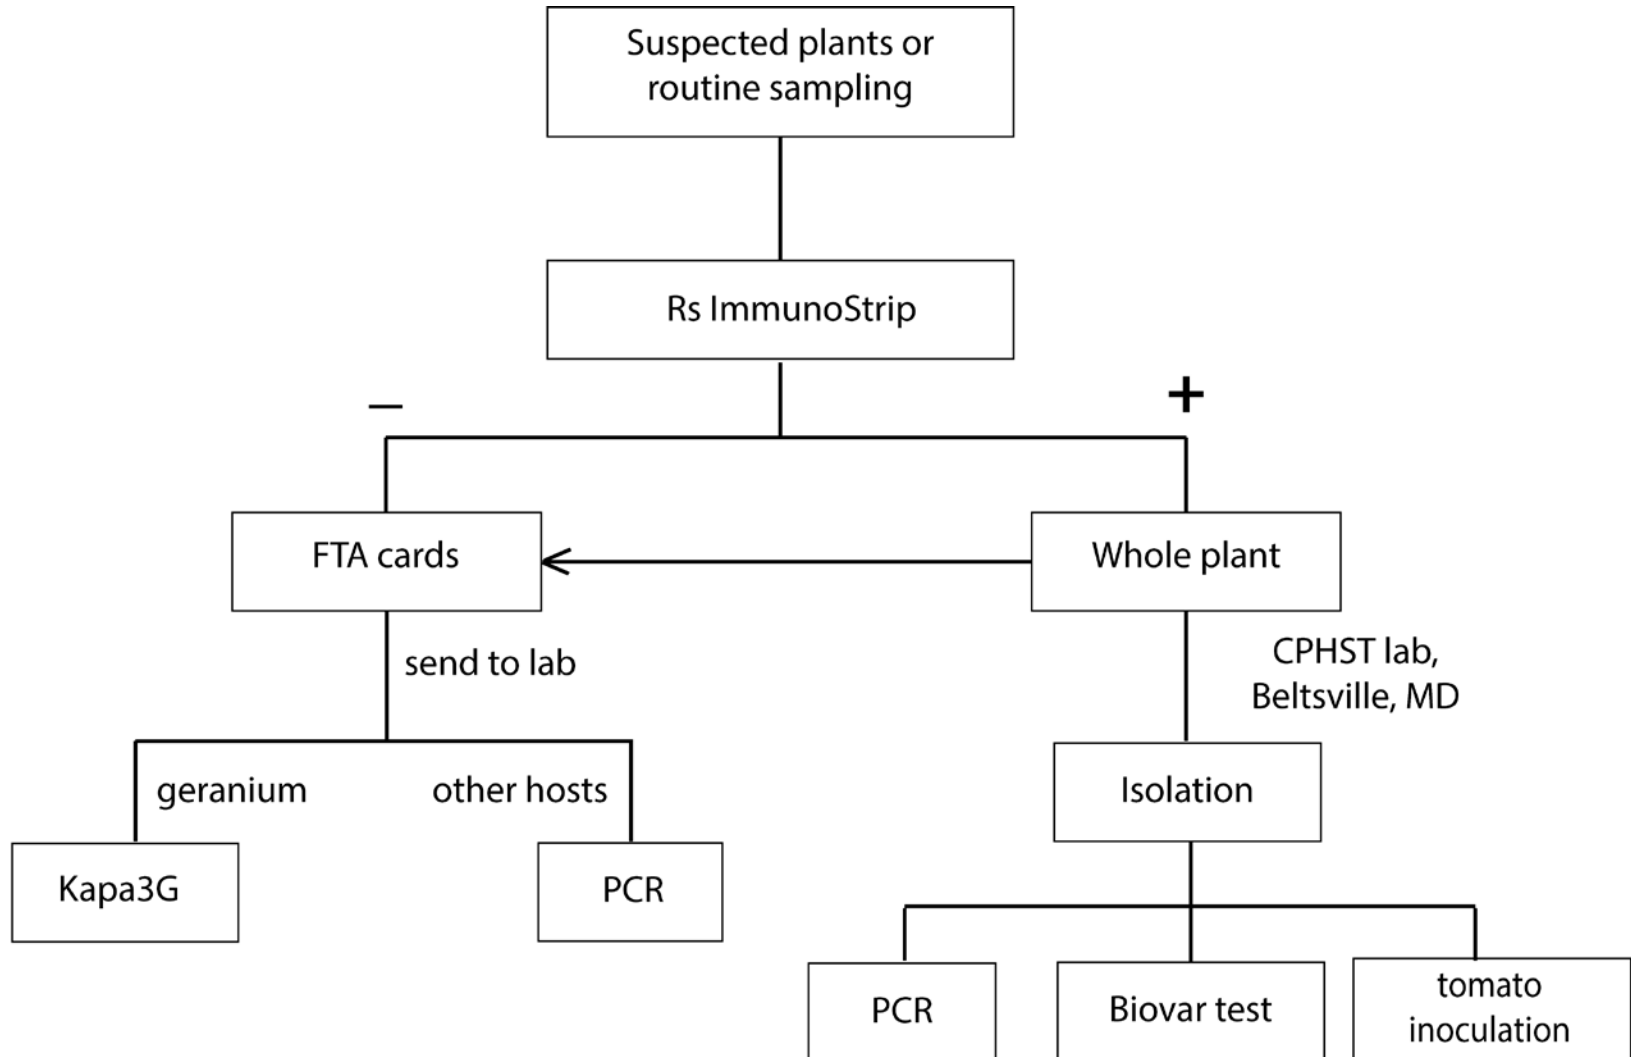 Suspected plants or
routine sampling
Rs ImmunoStrip
–
+
FTA cards
Whole plant
send to lab
CPHST lab,
Beltsville, MD
geranium
other hosts
Isolation
Kapa3G
PCR
PCR
Biovar test
tomato
inoculation